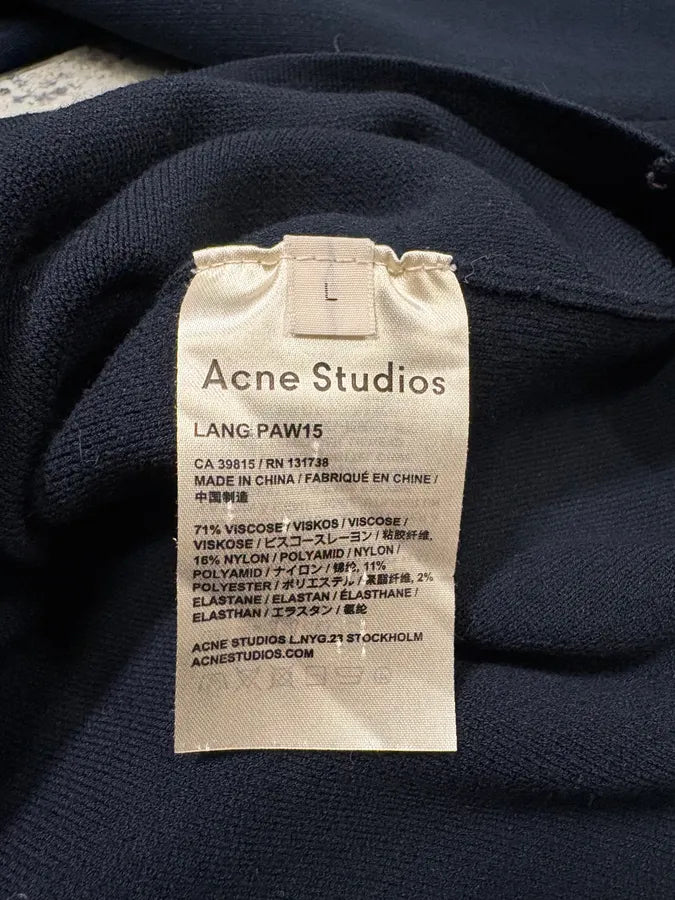 L
Acne Studios
LANG PAW15
CA 39815 / RN 131738
MADE IN CHINA / FABRIQUÉ EN CHINE /
中国制造
71% VISCOSE / VISKOS / VISCOSE /
VISKOSE / ビスコースレーヨン / 粘胶纤维,
16% NYLON / POLYAMID / NYLON /
POLYAMID / ナイロン / 锦纶, 11%
POLYESTER / ポリエステル / 聚酯纤维, 2%
ELASTANE / ELASTAN / ÉLASTHANE /
ELASTHAN / エラスタン / 氨纶
ACNE STUDIOS L.NYG.23 STOCKHOLM
ACNESTUDIOS.COM